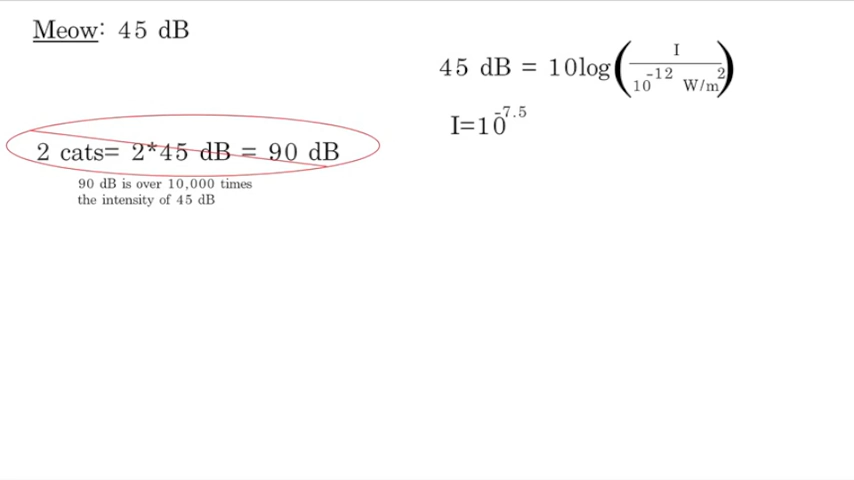 Meow: 45 dB
45 dB = 10log(I / 10^-12 W/m^2)
I=10^-7.5
2 cats= 2*45 dB = 90 dB
90 dB is over 10,000 times
the intensity of 45 dB